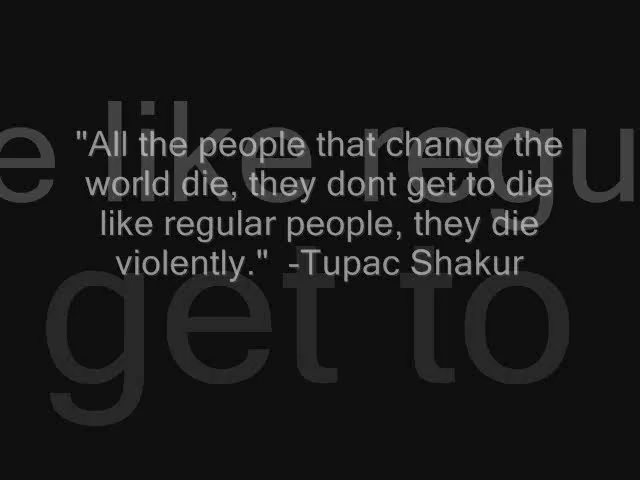 "All the people that change the
world die, they dont get to die
like regular people, they die
violently."  -Tupac Shakur
e like regu
get to